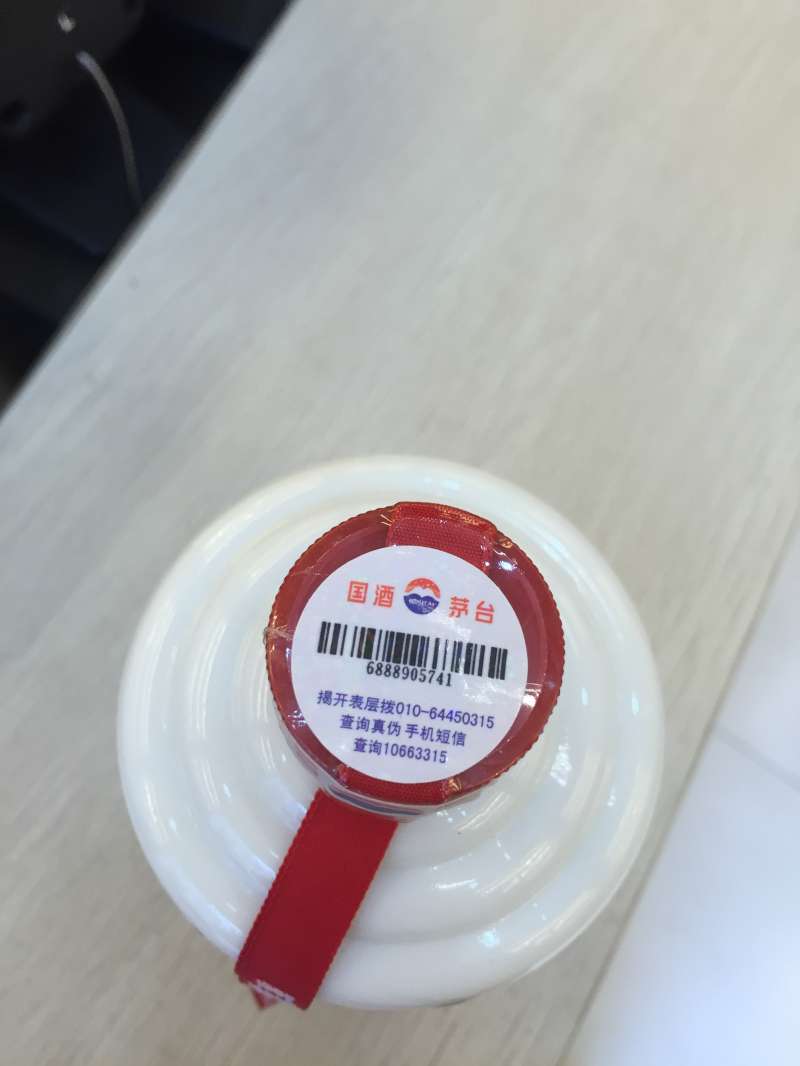 国酒 茅台
6888905741
揭开表层拨010-64450315
查询真伪 手机短信
查询10663315